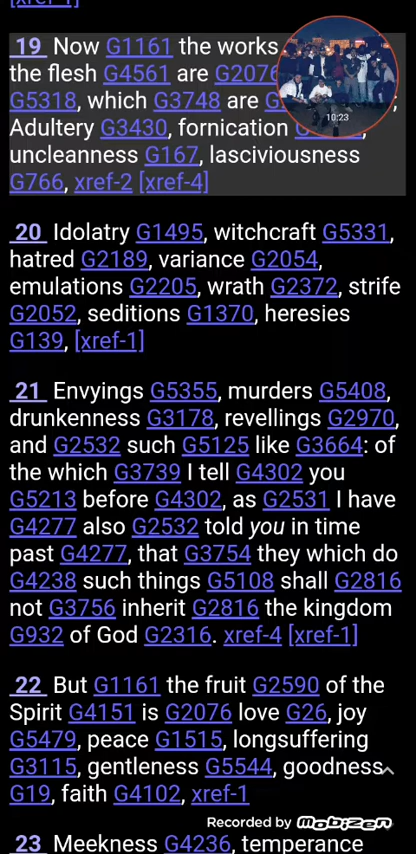 [xref-1]
19 Now G1161 the works
the flesh G4561 are G2076
G5318, which G3748 are G ;
Adultery G3430, fornication
uncleanness G167, lasciviousness
G766, xref-2 [xref-4]
20 Idolatry G1495, witchcraft G5331,
hatred G2189, variance G2054,
emulations G2205, wrath G2372, strife
G2052, seditions G1370, heresies
G139, [xref-1]
21 Envyings G5355, murders G5408,
drunkenness G3178, revellings G2970,
and G2532 such G5125 like G3664: of
the which G3739 I tell G4302 you
G5213 before G4302, as G2531 I have
G4277 also G2532 told you in time
past G4277, that G3754 they which do
G4238 such things G5108 shall G2816
not G3756 inherit G2816 the kingdom
G932 of God G2316. xref-4 [xref-1]
22 But G1161 the fruit G2590 of the
Spirit G4151 is G2076 love G26, joy
G5479, peace G1515, longsuffering
G3115, gentleness G5544, goodness
G19, faith G4102, xref-1
23 Meekness G4236, temperance
10:23
Recorded by mobizen